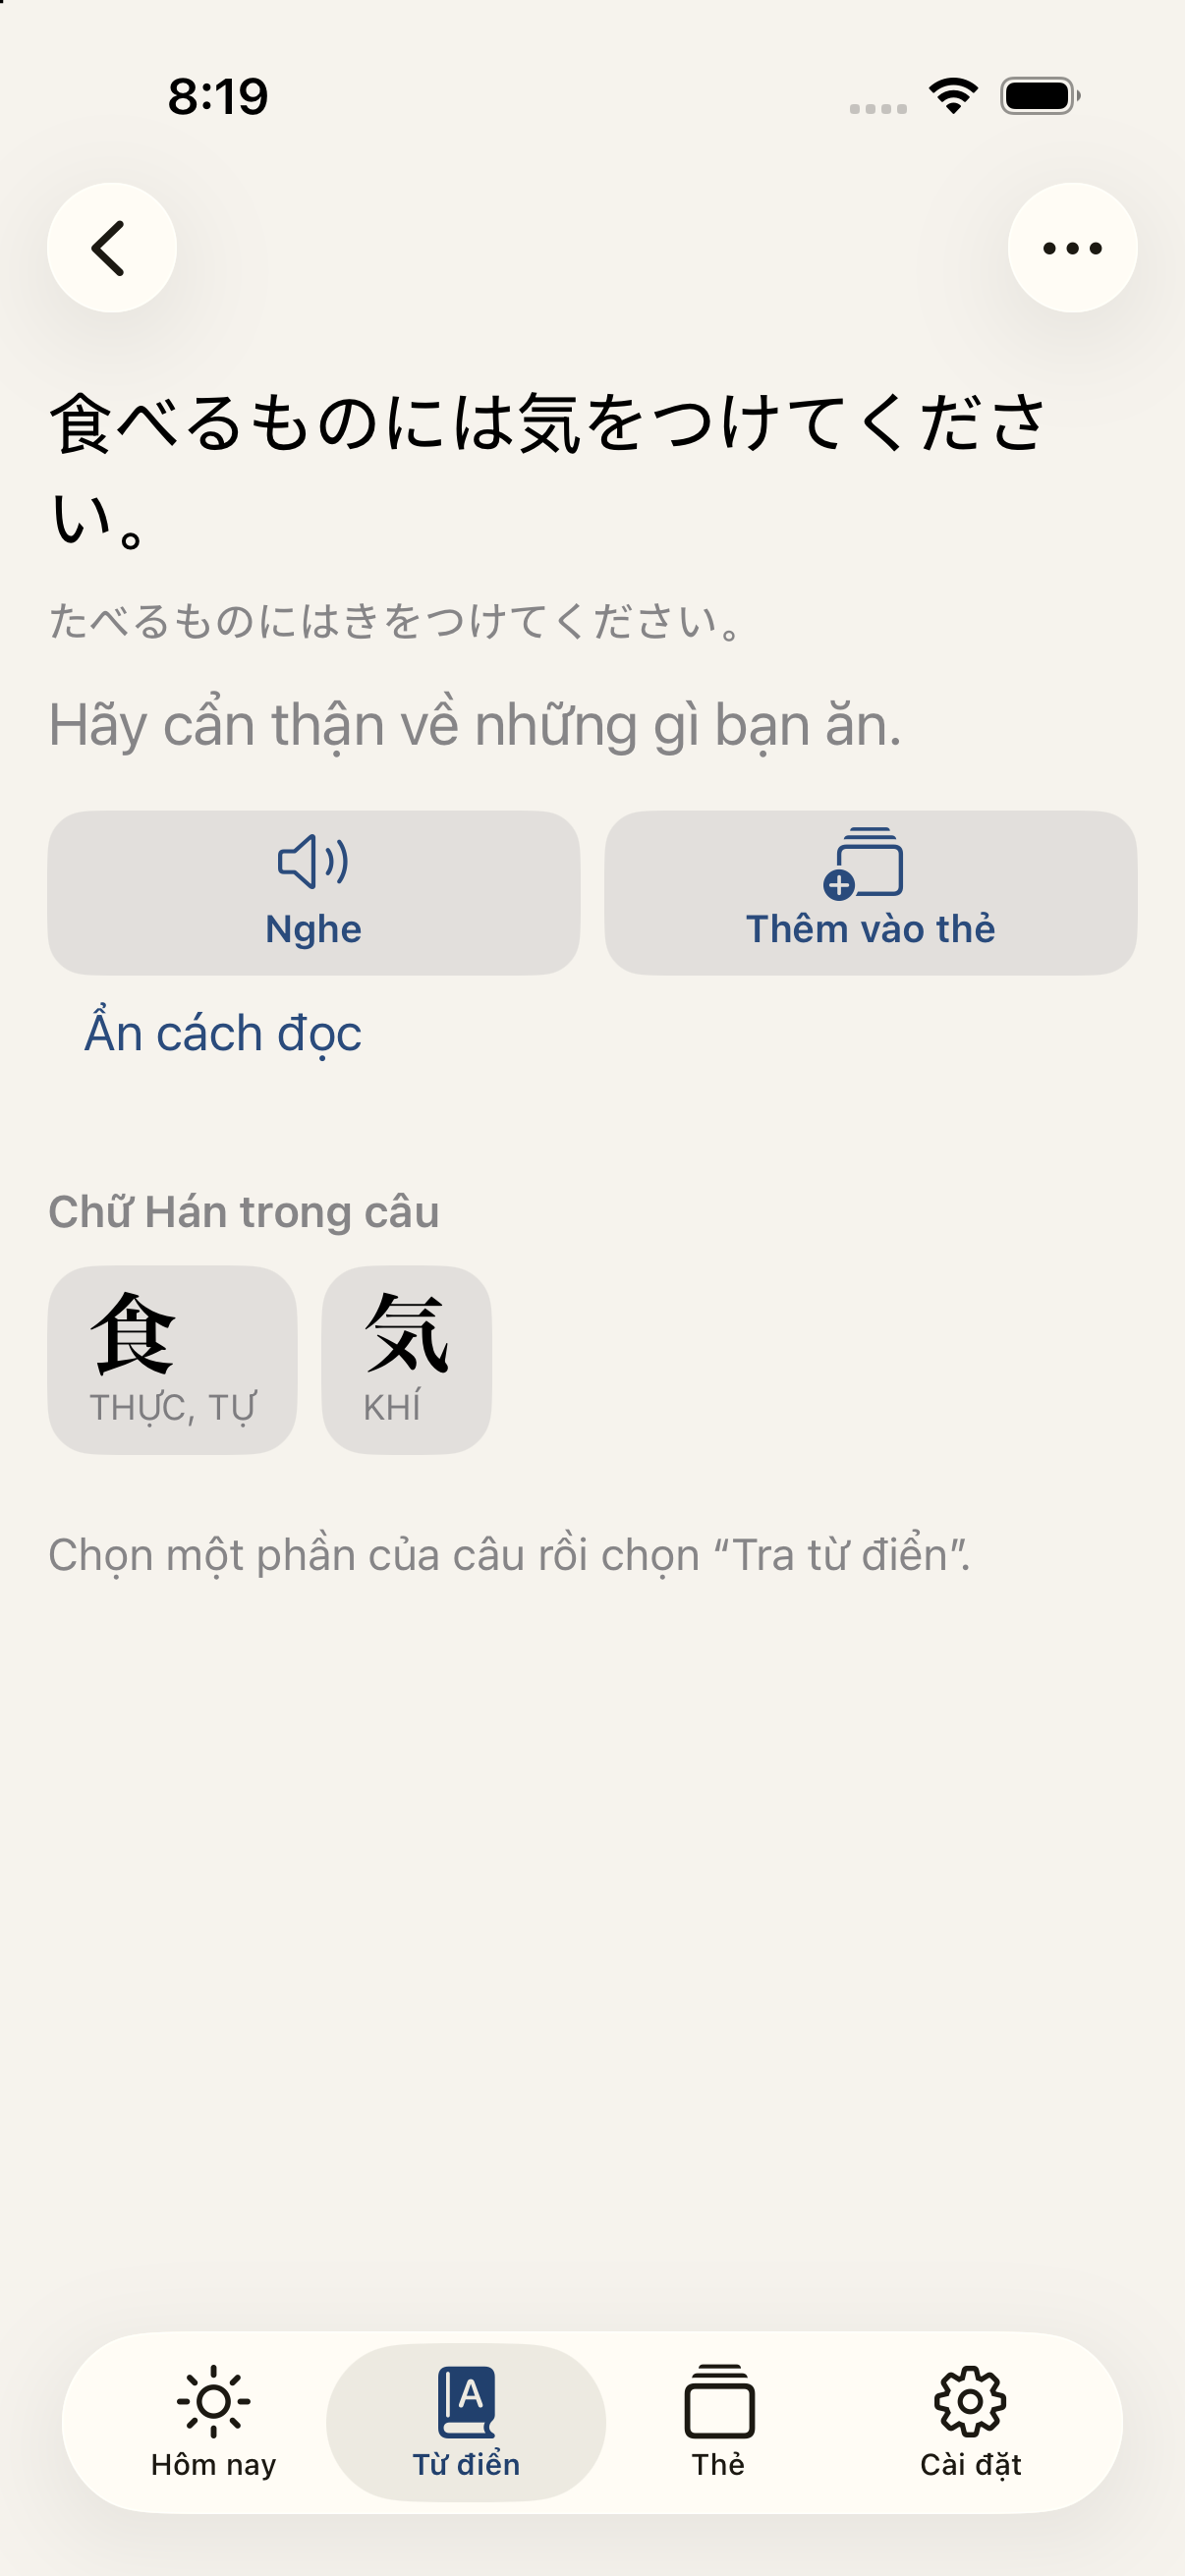 8:19
食べるものには気をつけてくださ
い。
たべるものにはきをつけてください。
Hãy cẩn thận về những gì bạn ăn.
Nghe
Thêm vào thẻ
Ẩn cách đọc
Chữ Hán trong câu
食
THỰC, TỰ
気
KHÍ
Chọn một phần của câu rồi chọn “Tra từ điển”.
Hôm nay
Từ điển
Thẻ
Cài đặt